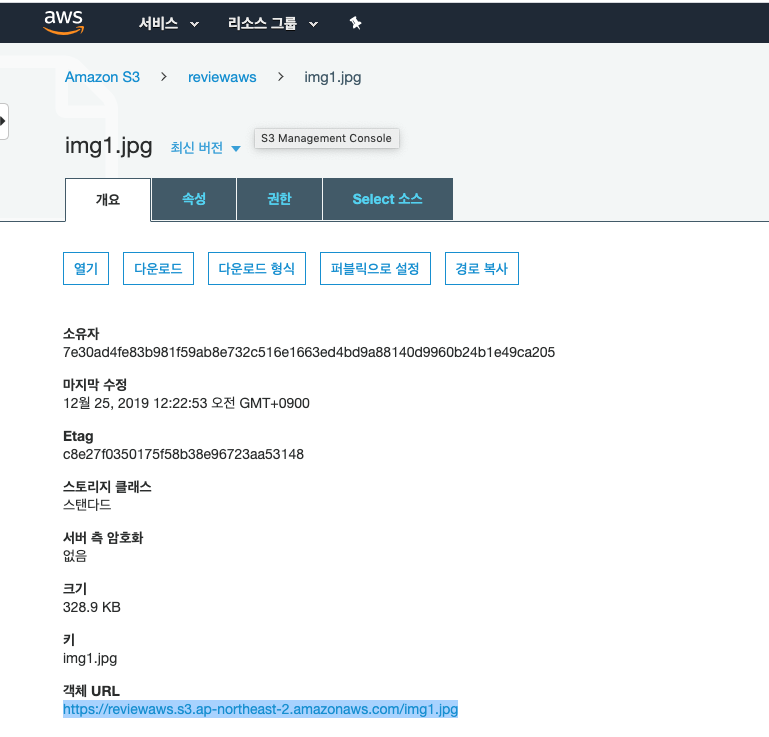 aws 서비스 리소스 그룹
Amazon S3 > reviewaws > img1.jpg
img1.jpg 최신 버전 S3 Management Console
개요 속성 권한 Select 소스
열기 다운로드 다운로드 형식 퍼블릭으로 설정 경로 복사
소유자
7e30ad4fe83b981f59ab8e732c516e1663ed4bd9a88140d9960b24b1e49ca205
마지막 수정
12월 25, 2019 12:22:53 오전 GMT+0900
Etag
c8e27f0350175f58b38e96723aa53148
스토리지 클래스
스탠다드
서버 측 암호화
없음
크기
328.9 KB
키
img1.jpg
객체 URL
https://reviewaws.s3.ap-northeast-2.amazonaws.com/img1.jpg